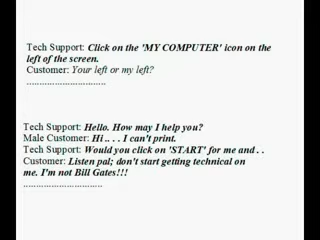 Tech Support: Click on the 'MY COMPUTER' icon on the
left of the screen.
Customer: Your left or my left?
..............................
Tech Support: Hello. How may I help you?
Male Customer: Hi .. . . I can't print.
Tech Support: Would you click on 'START' for me and . .
Customer: Listen pal; don't start getting technical on
me. I'm not Bill Gates!!!
..............................